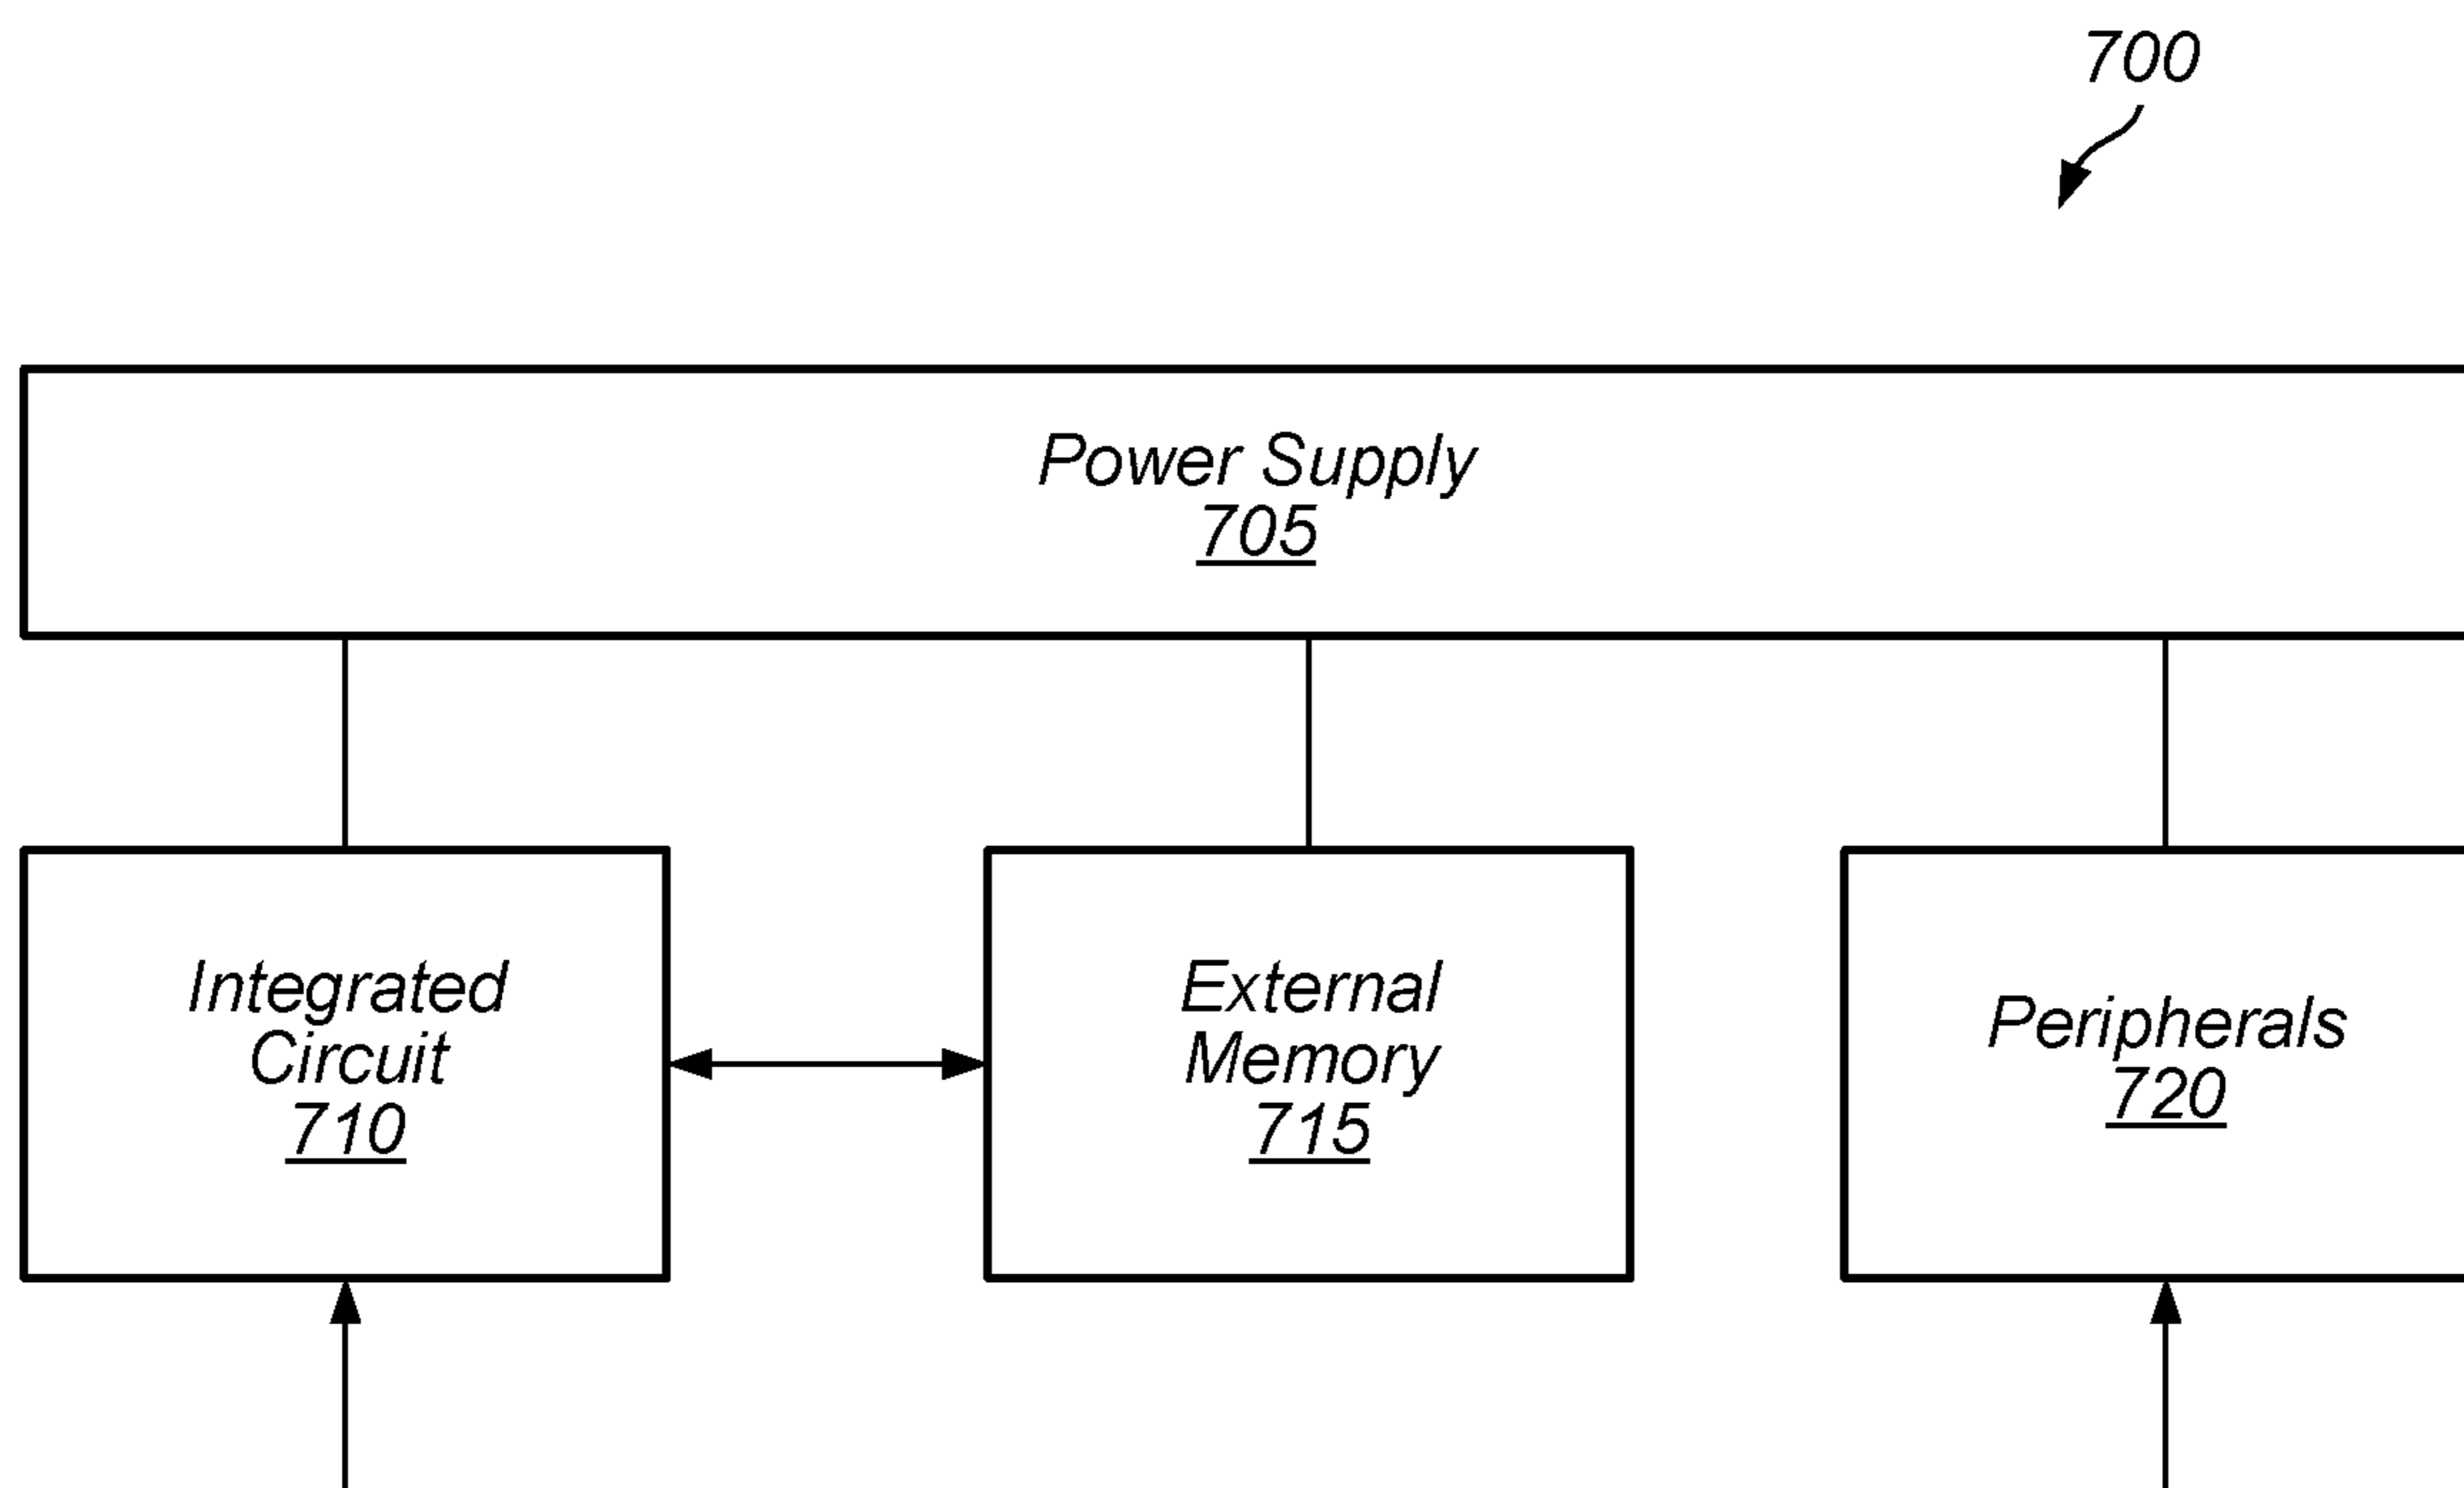 700
Power Supply
705
Integrated
Circuit
710
External
Memory
715
Peripherals
720